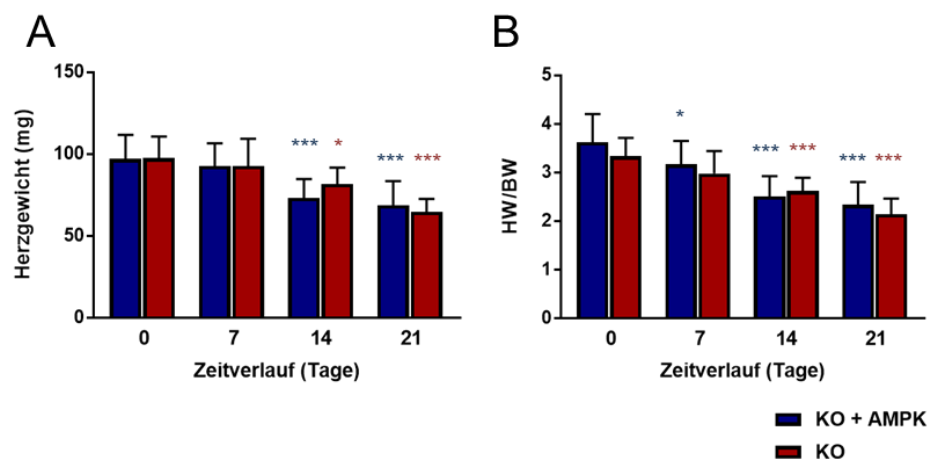 A
B
Herzgewicht (mg)
150
100
50
0
*** * *** ***
0 7 14 21
Zeitverlauf (Tage)
HW/BW
5
4
3
2
1
0
* *** *** *** ***
0 7 14 21
Zeitverlauf (Tage)
KO + AMPK
KO